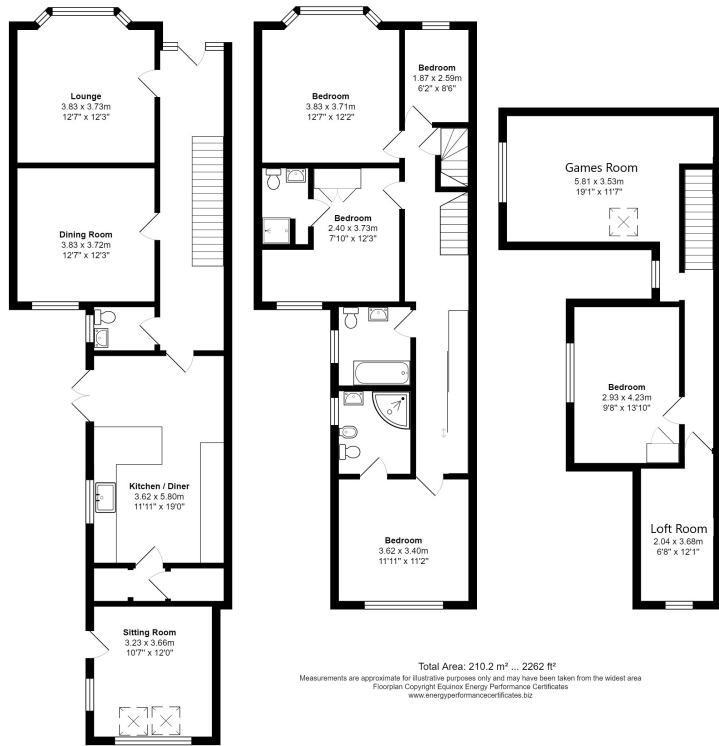 Lounge
3.83 x 3.73m
12'7" x 12'3"
Dining Room
3.83 x 3.72m
12'7" x 12'3"
Kitchen / Diner
3.62 x 5.80m
11'11" x 19'0"
Sitting Room
3.23 x 3.66m
10'7" x 12'0"
Bedroom
3.83 x 3.71m
12'7" x 12'2"
Bedroom
1.87 x 2.59m
6'2" x 8'6"
Bedroom
2.40 x 3.73m
7'10" x 12'3"
Bedroom
3.62 x 3.40m
11'11" x 11'2"
Games Room
5.81 x 3.53m
19'1" x 11'7"
Bedroom
2.93 x 4.23m
9'8" x 13'10"
Loft Room
2.04 x 3.68m
6'8" x 12'1"
Total Area: 210.2 m² ... 2262 ft²
Measurements are approximate for illustrative purposes only and may have been taken from the widest area
Floorplan Copyright Equinox Energy Performance Certificates
www.energyperformancecertificates.biz